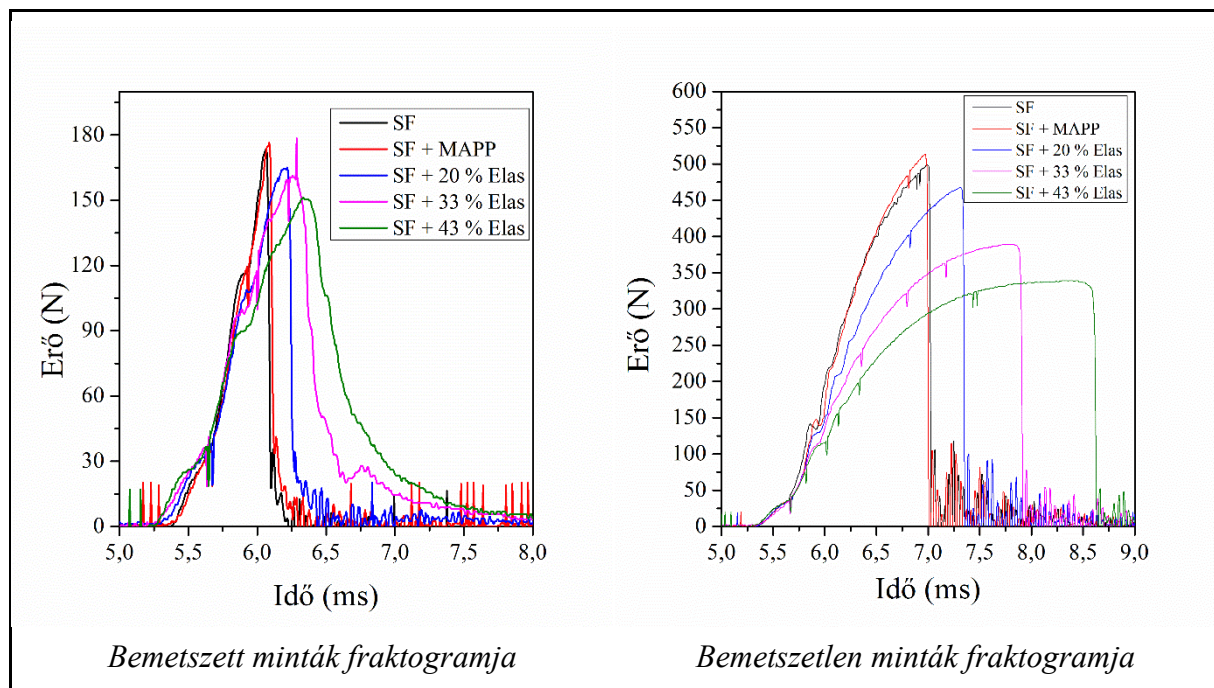 180
150
120
90
60
30
0
Erő (N)
SF
SF + MAPP
SF + 20 % Elas
SF + 33 % Elas
SF + 43 % Elas
5,0 5,5 6,0 6,5 7,0 7,5 8,0
Idő (ms)
Bemetszett minták fraktogramja
600
550
500
450
400
350
300
250
200
150
100
50
0
Erő (N)
SF
SF + MAPP
SF + 20 % Elas
SF + 33 % Elas
SF + 43 % Elas
5,0 5,5 6,0 6,5 7,0 7,5 8,0 8,5 9,0
Idő (ms)
Bemetszetlen minták fraktogramja